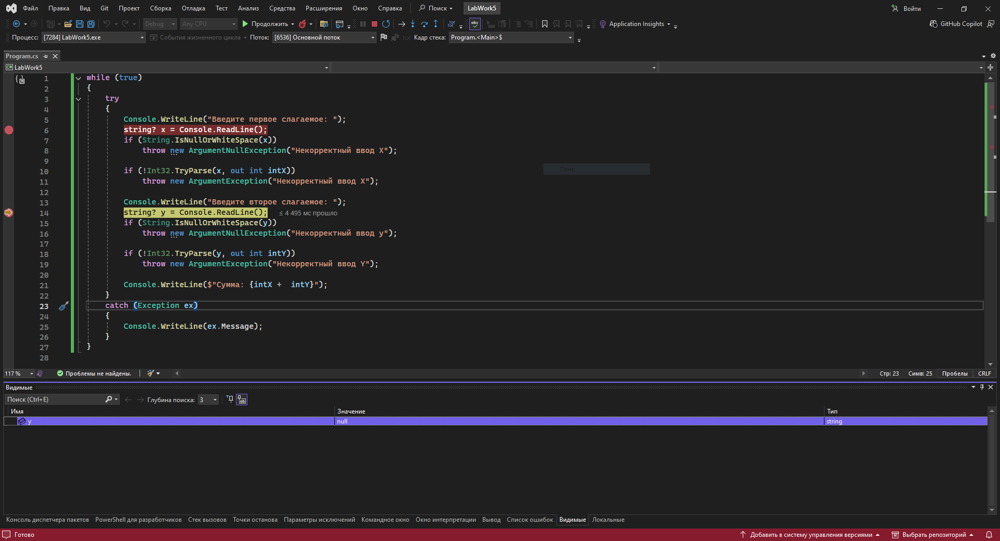 Файл Правка Вид Git Проект Сборка Отладка Тест Анализ Средства Расширения Окно Справка Поиск LabWork5 Войти
Debug Any CPU Продолжить abc Application Insights GitHub Copilot
Процесс: [7284] LabWork5.exe События жизненного цикла Поток: [6536] Основной поток Кадр стека: Program.<Main>$
Program.cs
C# LabWork5
1 while (true)
2 {
3 try
4 {
5 Console.WriteLine("Введите первое слагаемое: ");
6 string? x = Console.ReadLine();
7 if (String.IsNullOrWhiteSpace(x))
8 throw new ArgumentNullException("Некорректный ввод X");
9
10 if (!Int32.TryParse(x, out int intX))
11 throw new ArgumentException("Некорректный ввод X");
12
13 Console.WriteLine("Введите второе слагаемое: ");
14 string? y = Console.ReadLine(); ≤ 4 495 мс прошло
15 if (String.IsNullOrWhiteSpace(y))
16 throw new ArgumentNullException("Некорректный ввод y");
17
18 if (!Int32.TryParse(y, out int intY))
19 throw new ArgumentException("Некорректный ввод Y");
20
21 Console.WriteLine($"Сумма: {intX +  intY}");
22 }
23 catch (Exception ex)
24 {
25 Console.WriteLine(ex.Message);
26 }
27 }
28
Окно
117 % Проблемы не найдены. Стр: 23 Симв: 25 Пробелы CRLF
Видимые
Поиск (Ctrl+E) Глубина поиска: 3
Имя Значение Тип
y null string
Консоль диспетчера пакетов PowerShell для разработчиков Стек вызовов Точки останова Параметры исключений Командное окно Окно интерпретации Вывод Список ошибок Видимые Локальные
Готово Добавить в систему управления версиями Выбрать репозиторий